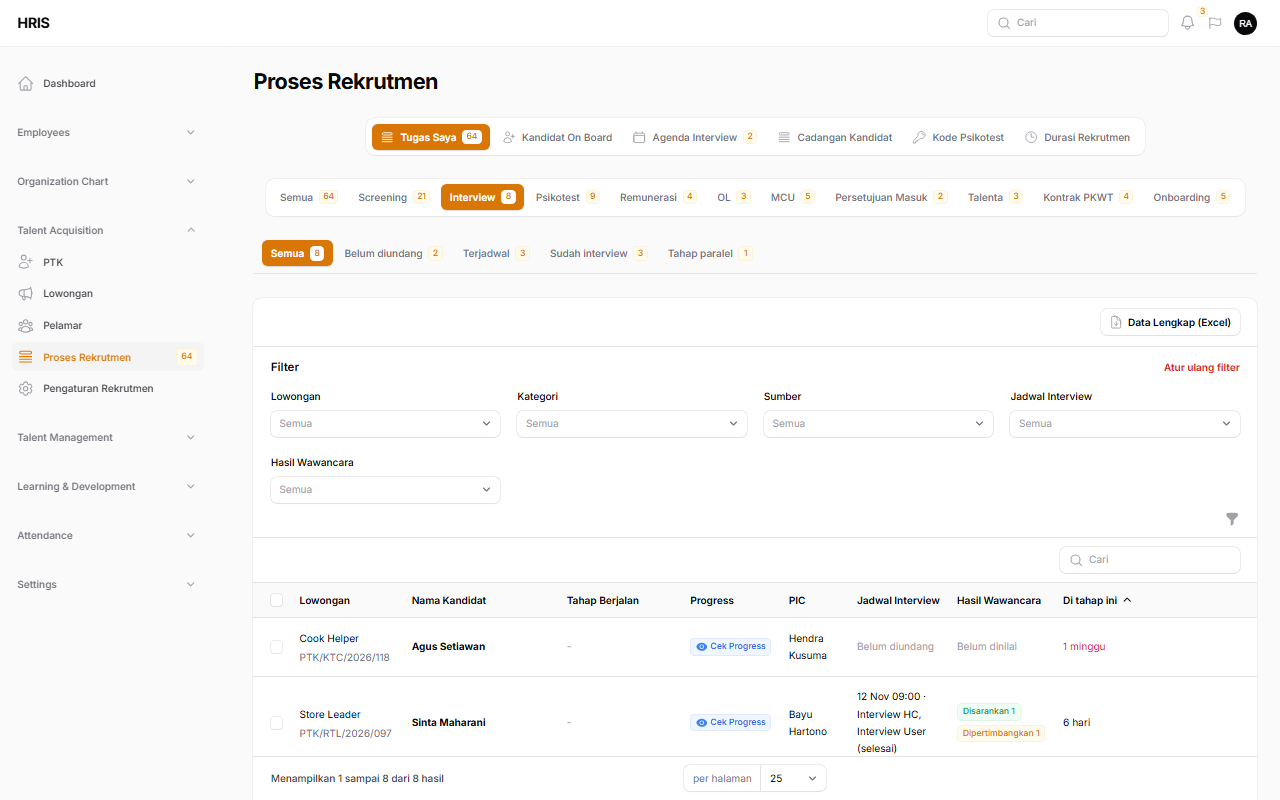 HRIS
Cari
3
RA
Dashboard
Employees
Organization Chart
Talent Acquisition
PTK
Lowongan
Pelamar
Proses Rekrutmen 64
Pengaturan Rekrutmen
Talent Management
Learning & Development
Attendance
Settings
Proses Rekrutmen
Tugas Saya 64 Kandidat On Board Agenda Interview 2 Cadangan Kandidat Kode Psikotest Durasi Rekrutmen
Semua 64 Screening 21 Interview 8 Psikotest 9 Remunerasi 4 OL 3 MCU 5 Persetujuan Masuk 2 Talenta 3 Kontrak PKWT 4 Onboarding 5
Semua 8 Belum diundang 2 Terjadwal 3 Sudah interview 3 Tahap paralel 1
Data Lengkap (Excel)
Filter Atur ulang filter
Lowongan Kategori Sumber Jadwal Interview
Semua Semua Semua Semua
Hasil Wawancara
Semua
Cari
Lowongan Nama Kandidat Tahap Berjalan Progress PIC Jadwal Interview Hasil Wawancara Di tahap ini
Cook Helper
PTK/KTC/2026/118
Agus Setiawan
-
Cek Progress
Hendra
Kusuma
Belum diundang
Belum dinilai
1 minggu
Store Leader
PTK/RTL/2026/097
Sinta Maharani
-
Cek Progress
Bayu
Hartono
12 Nov 09:00 ·
Interview HC,
Interview User
(selesai)
Disarankan 1
Dipertimbangkan 1
6 hari
Menampilkan 1 sampai 8 dari 8 hasil
per halaman 25